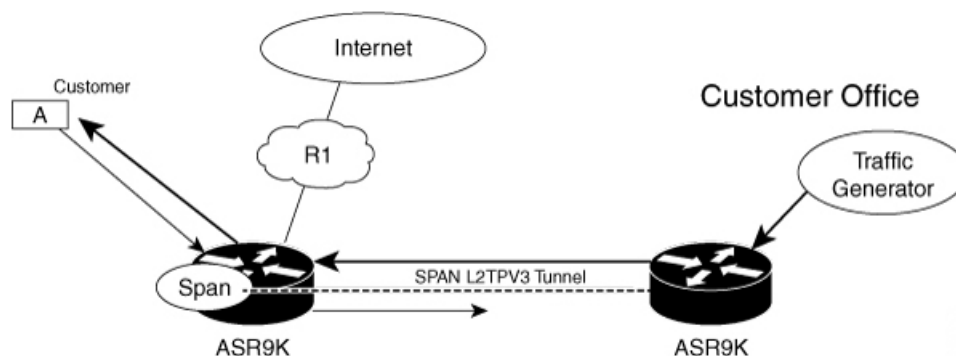 Internet
Customer
A
R1
Customer Office
Traffic
Generator
SPAN L2TPV3 Tunnel
Span
ASR9K
ASR9K